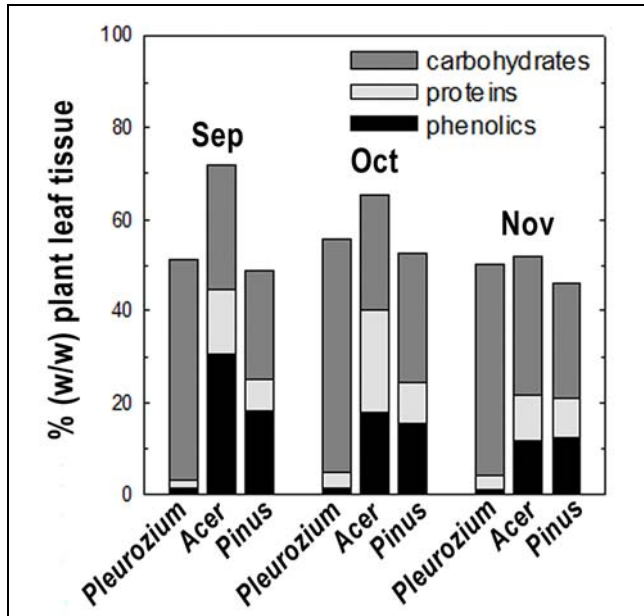 100
80
60
40
20
0
% (w/w) plant leaf tissue
carbohydrates
proteins
phenolics
Sep
Oct
Nov
Pleurozium
Acer
Pinus
Pleurozium
Acer
Pinus
Pleurozium
Acer
Pinus